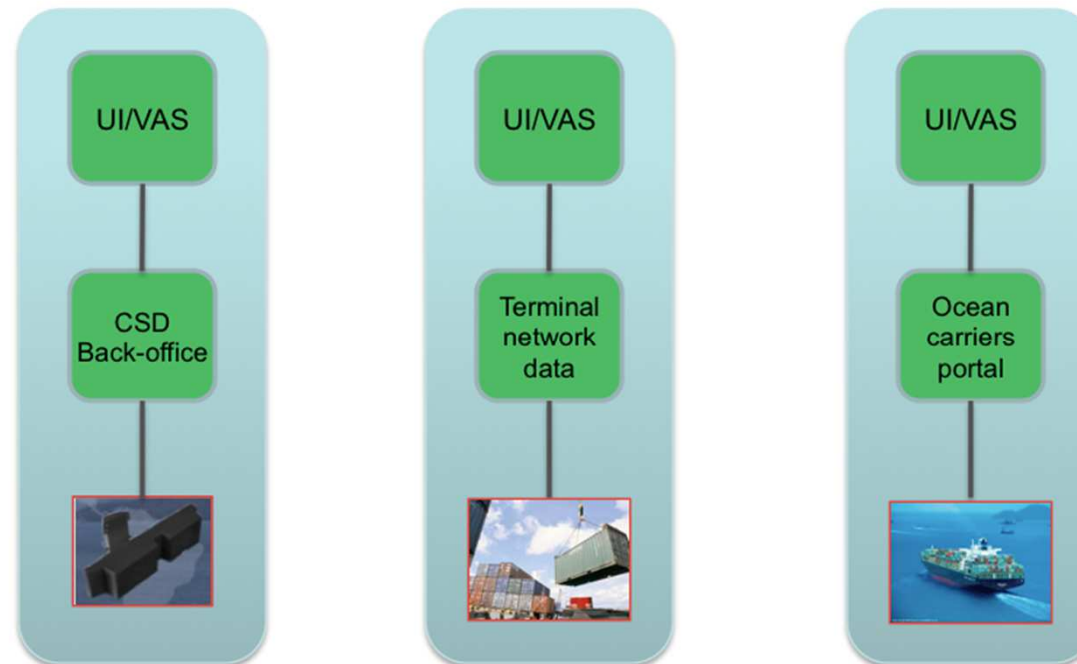 UI/VAS
CSD
Back-office
UI/VAS
Terminal
network
data
UI/VAS
Ocean
carriers
portal